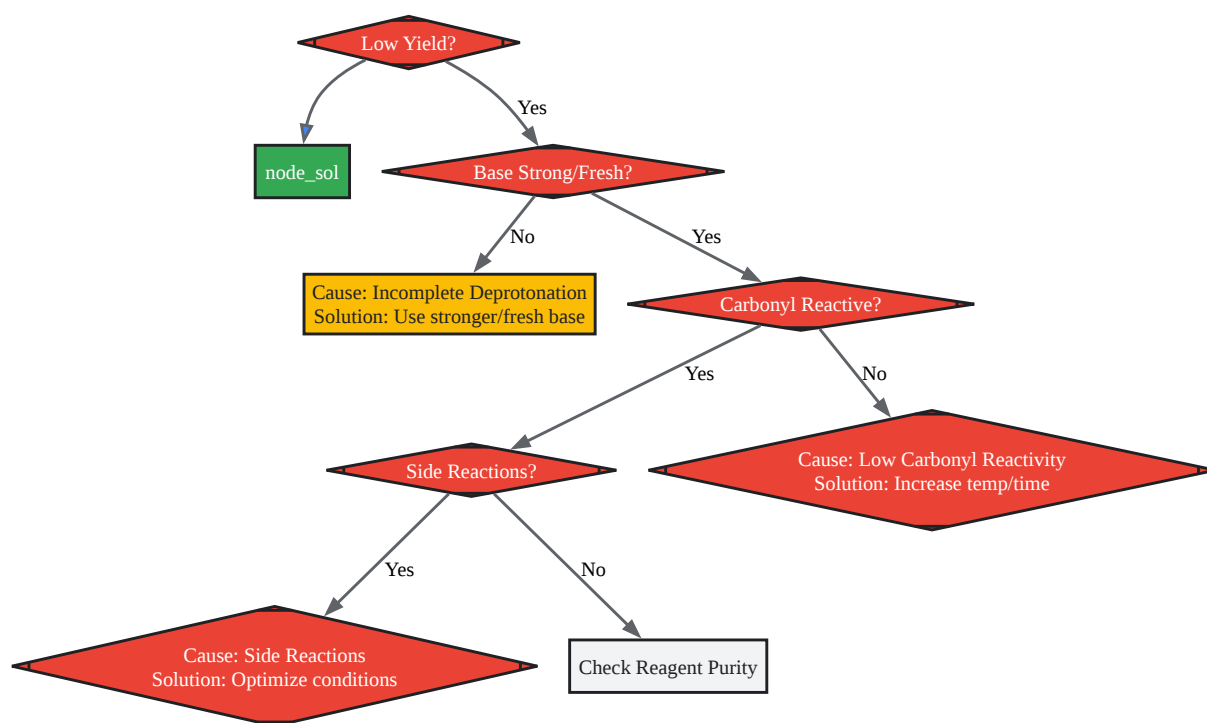 Low Yield?
Yes
node_sol
Base Strong/Fresh?
No
Yes
Cause: Incomplete Deprotonation
Solution: Use stronger/fresh base
Carbonyl Reactive?
Yes
No
Side Reactions?
Cause: Low Carbonyl Reactivity
Solution: Increase temp/time
Yes
No
Cause: Side Reactions
Solution: Optimize conditions
Check Reagent Purity